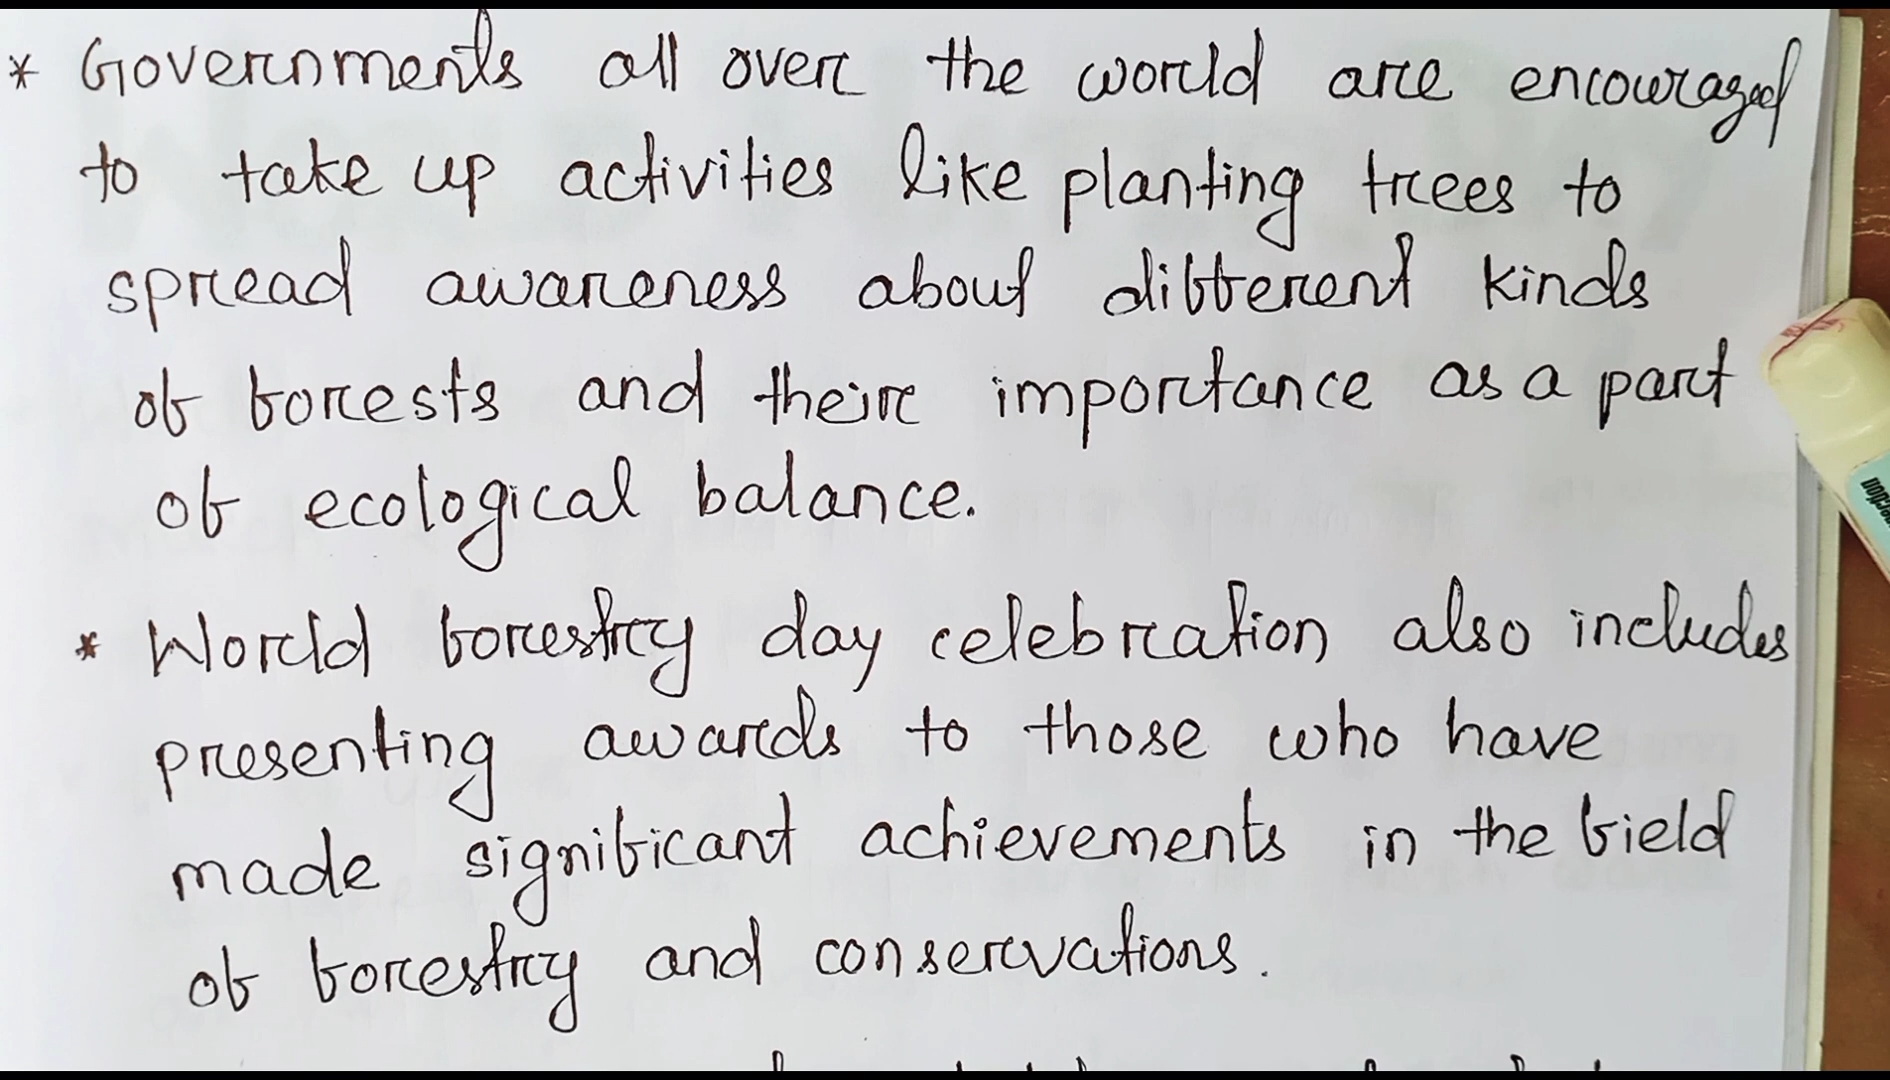 * Governments all over the world are encouraged
to take up activities like planting trees to
spread awareness about different kinds
of forests and their importance as a part
of ecological balance.
* World forestry day celebration also includes
presenting awards to those who have
made significant achievements in the field
of forestry and conservations.